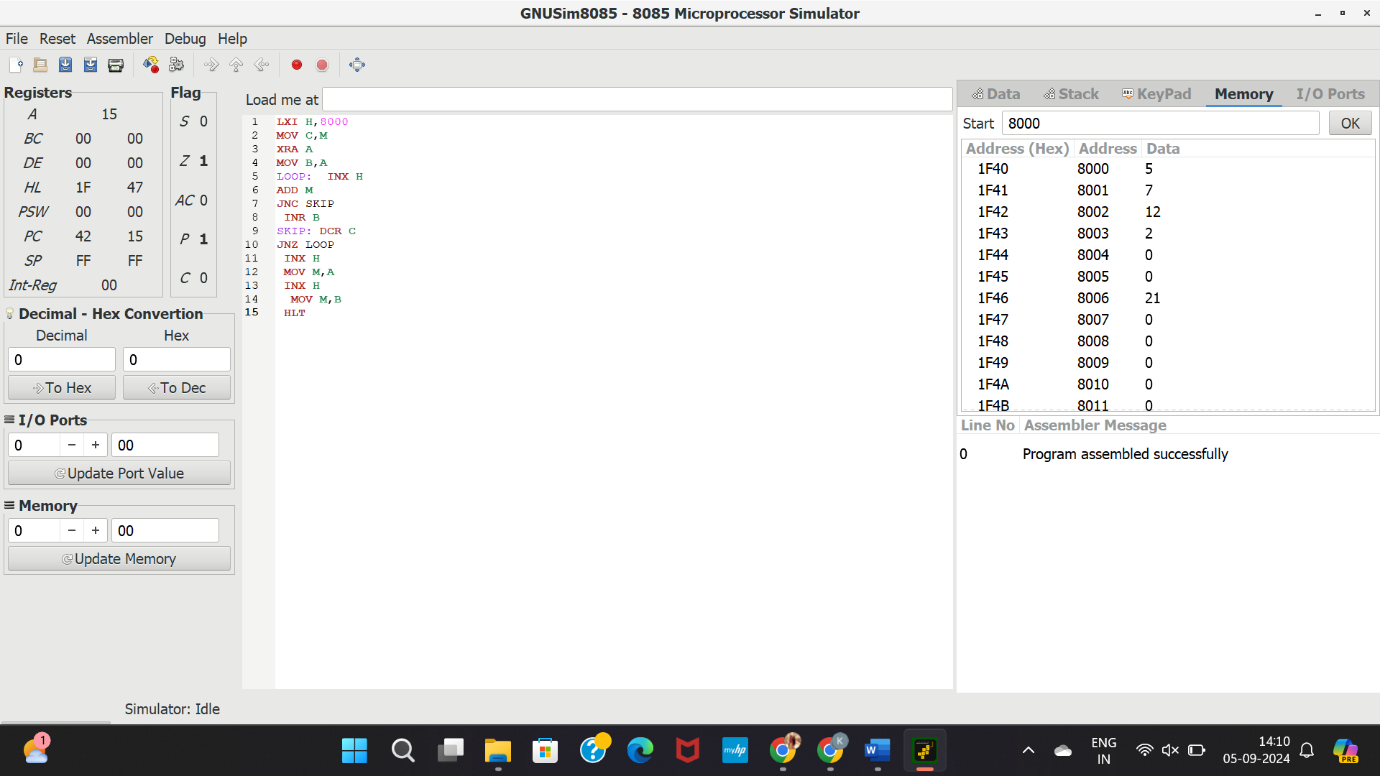 GNUSim8085 - 8085 Microprocessor Simulator
File Reset Assembler Debug Help
Registers
A 15
BC 00 00
DE 00 00
HL 1F 47
PSW 00 00
PC 42 15
SP FF FF
Int-Reg 00
Flag
S 0
Z 1
AC 0
P 1
C 0
Decimal - Hex Convertion
Decimal Hex
0 0
To Hex To Dec
I/O Ports
0 - + 00
Update Port Value
Memory
0 - + 00
Update Memory
Load me at
1 LXI H,8000
2 MOV C,M
3 XRA A
4 MOV B,A
5 LOOP: INX H
6 ADD M
7 JNC SKIP
8 INR B
9 SKIP: DCR C
10 JNZ LOOP
11 INX H
12 MOV M,A
13 INX H
14 MOV M,B
15 HLT
Data Stack KeyPad Memory I/O Ports
Start 8000 OK
Address (Hex) Address Data
1F40 8000 5
1F41 8001 7
1F42 8002 12
1F43 8003 2
1F44 8004 0
1F45 8005 0
1F46 8006 21
1F47 8007 0
1F48 8008 0
1F49 8009 0
1F4A 8010 0
1F4B 8011 0
Line No Assembler Message
0 Program assembled successfully
Simulator: Idle
1
myhp
K
W
ENG
IN
14:10
05-09-2024
PRE